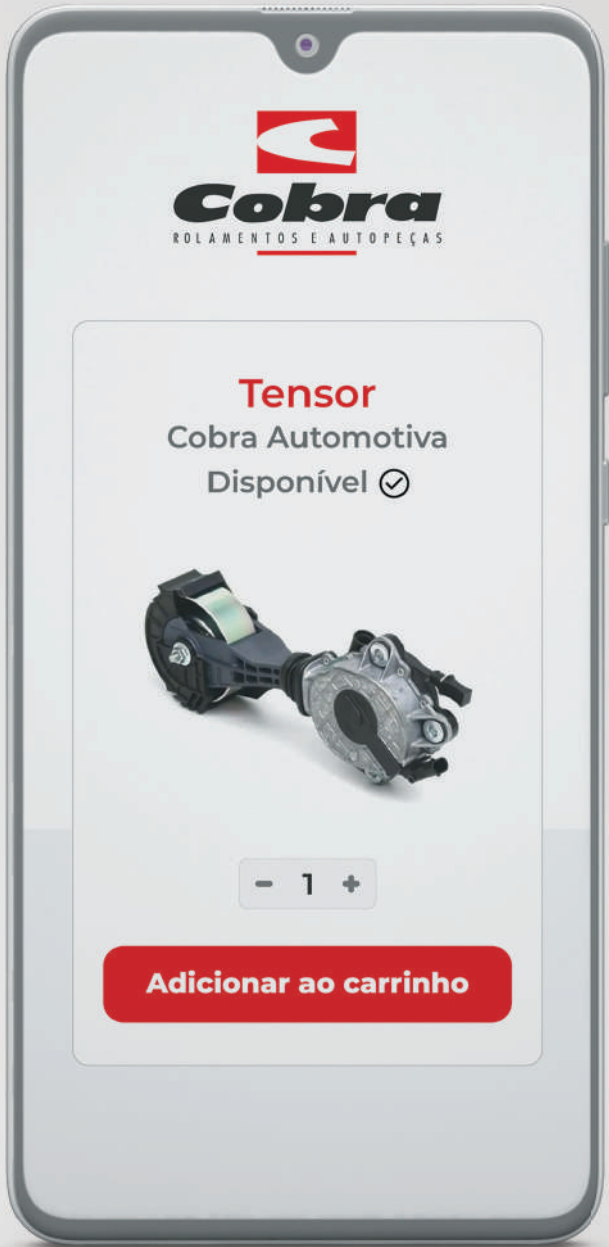 Cobra
ROLAMENTOS E AUTOPEÇAS
Tensor
Cobra Automotiva
Disponível
- 1 +
Adicionar ao carrinho